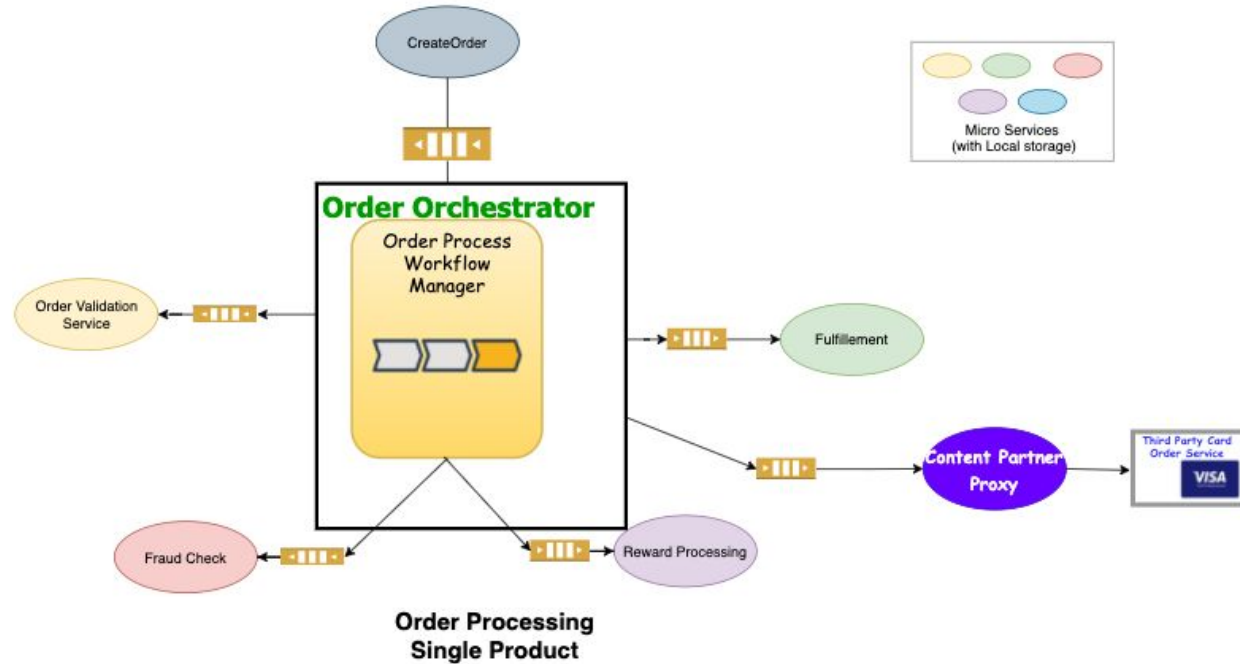 CreateOrder
Micro Services
(with Local storage)
Order Orchestrator
Order Process
Workflow
Manager
Order Validation
Service
Fulfillement
Third Party Card
Order Service
VISA
Content Partner
Proxy
Fraud Check
Reward Processing
Order Processing
Single Product